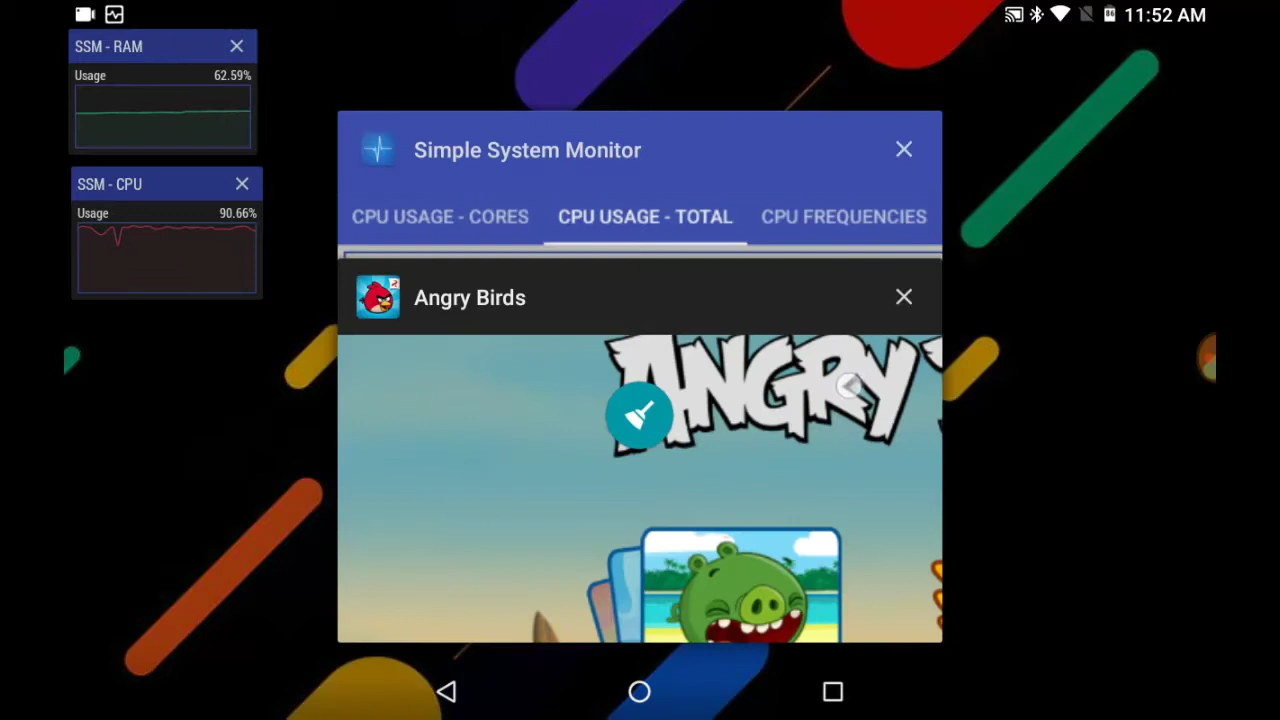 11:52 AM
86
SSM - RAM
Usage 62.59%
SSM - CPU
Usage 90.66%
Simple System Monitor
CPU USAGE - CORES CPU USAGE - TOTAL CPU FREQUENCIES
Angry Birds
ANGRY